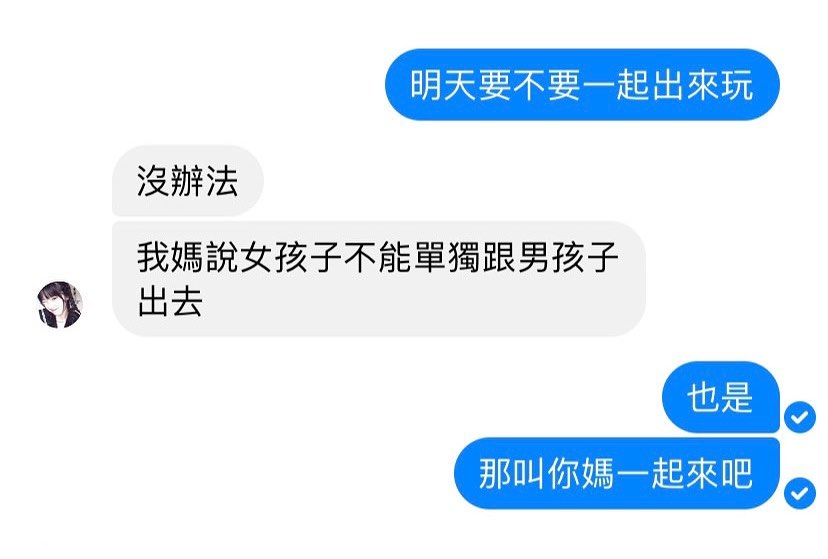 明天要不要一起出來玩
沒辦法
我媽說女孩子不能單獨跟男孩子
出去
也是
那叫你媽一起來吧